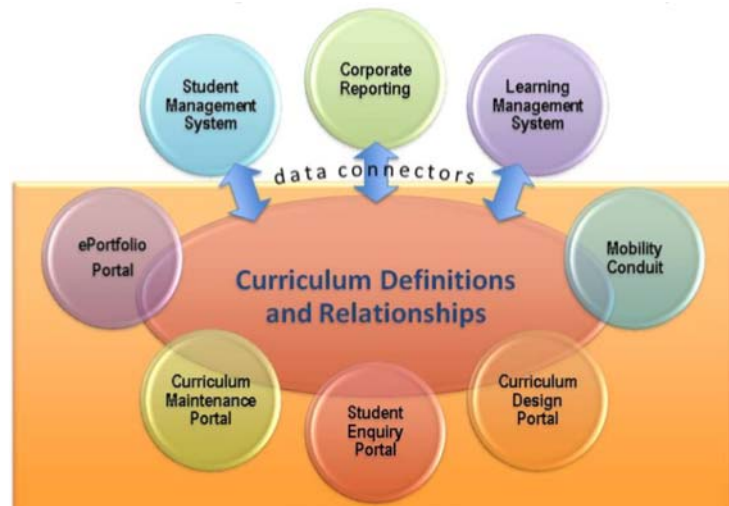 Student
Management
System
Corporate
Reporting
Learning
Management
System
data connectors
ePortfolio
Portal
Curriculum Definitions
and Relationships
Mobility
Conduit
Curriculum
Maintenance
Portal
Student
Enquiry
Portal
Curriculum
Design
Portal